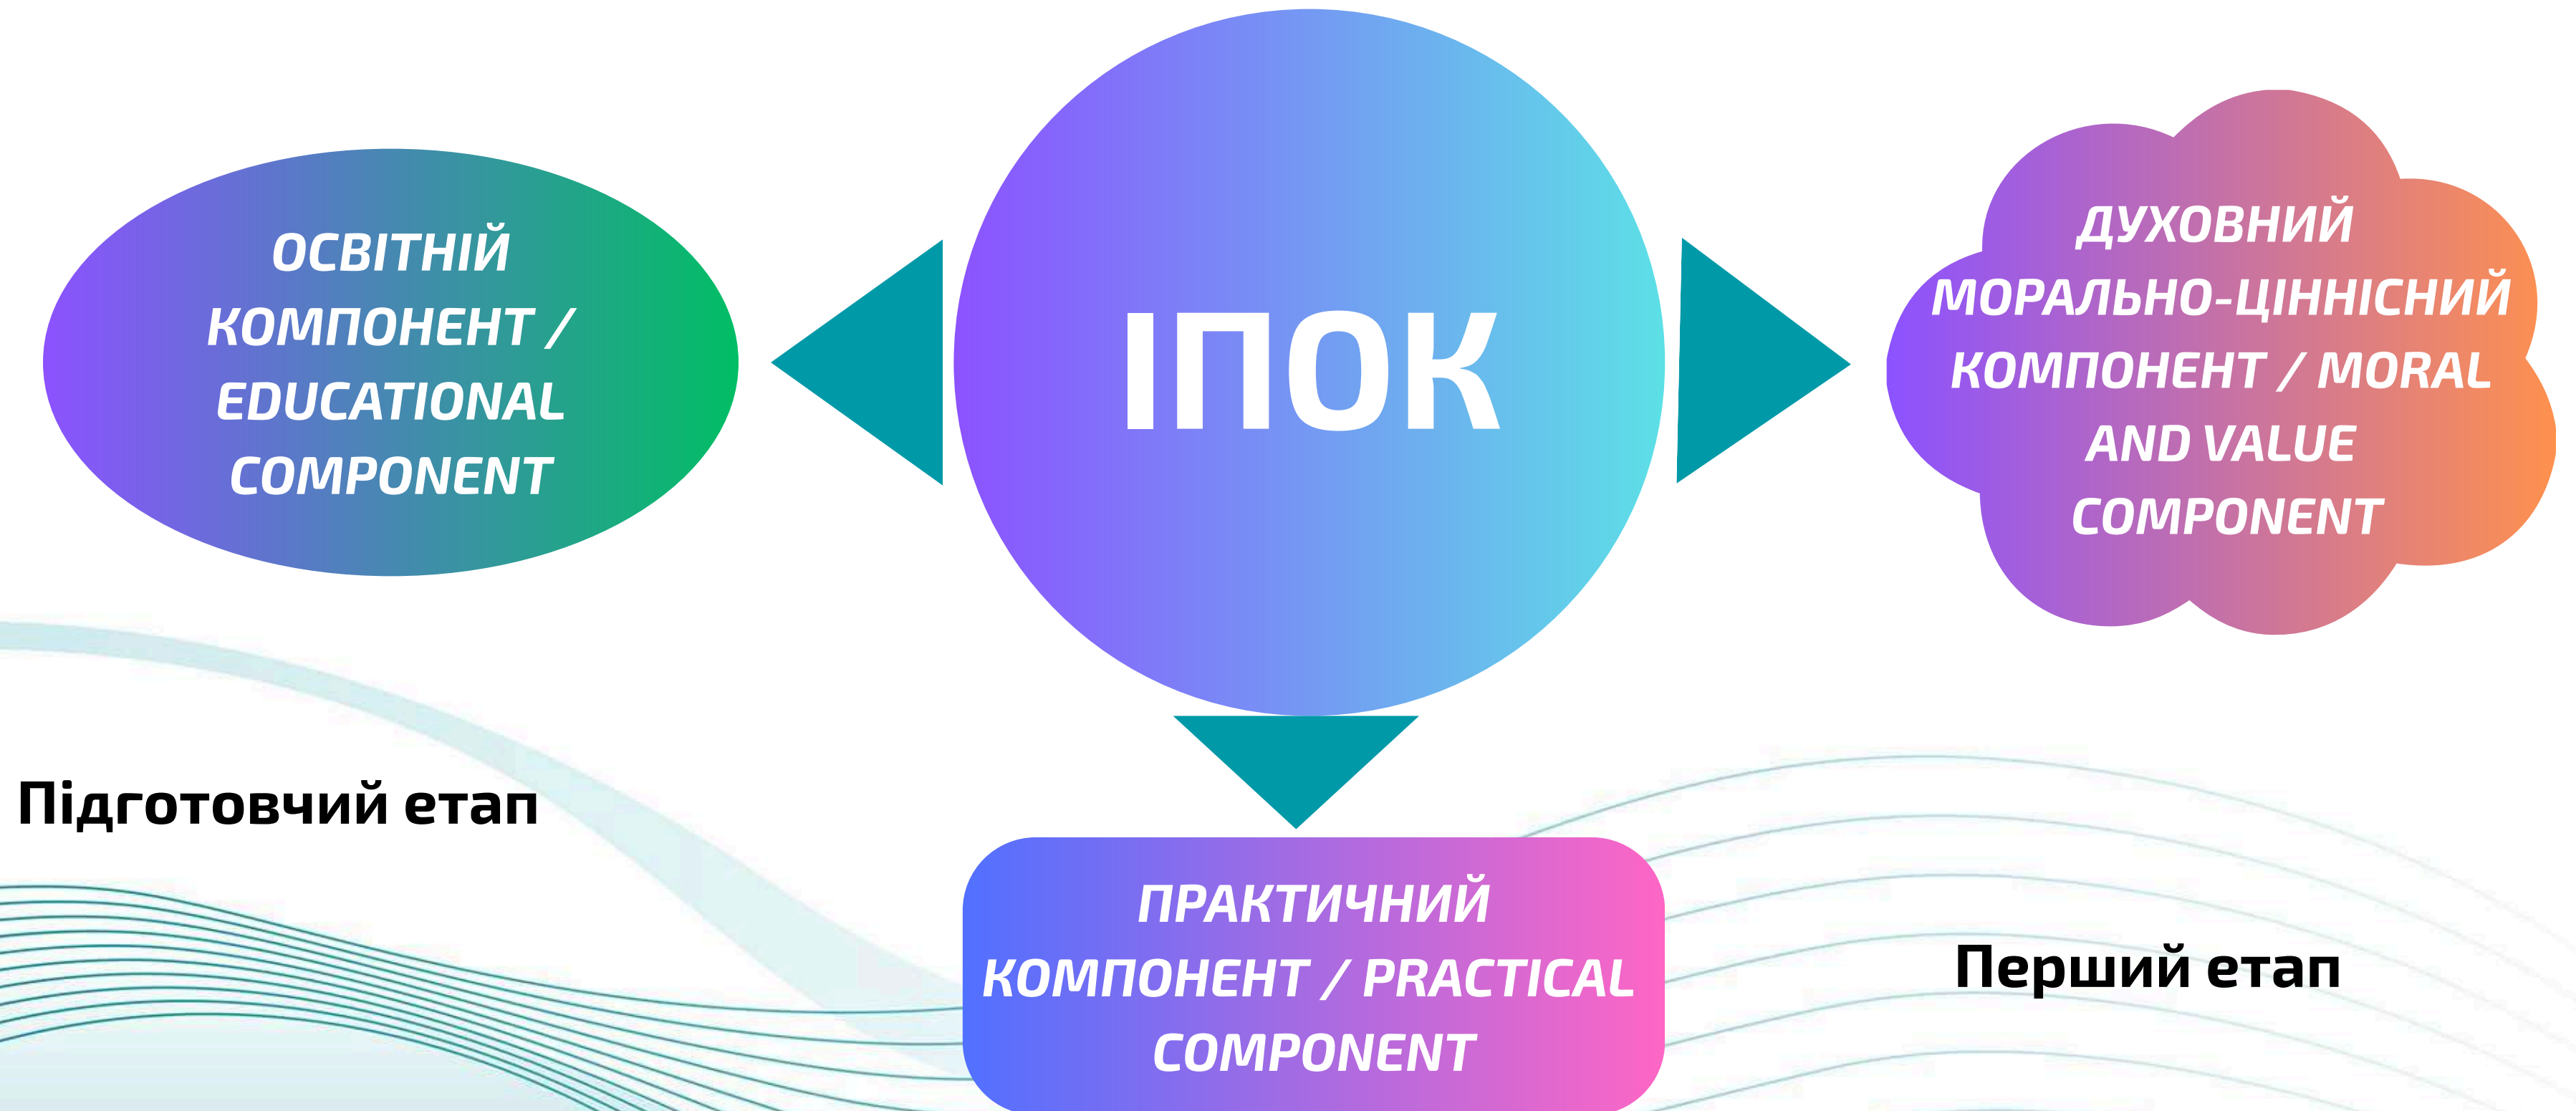 ОСВІТНІЙ
КОМПОНЕНТ /
EDUCATIONAL
COMPONENT
ІПОК
ДУХОВНИЙ
МОРАЛЬНО-ЦІННІСНИЙ
КОМПОНЕНТ / MORAL
AND VALUE
COMPONENT
Підготовчий етап
ПРАКТИЧНИЙ
КОМПОНЕНТ / PRACTICAL
COMPONENT
Перший етап